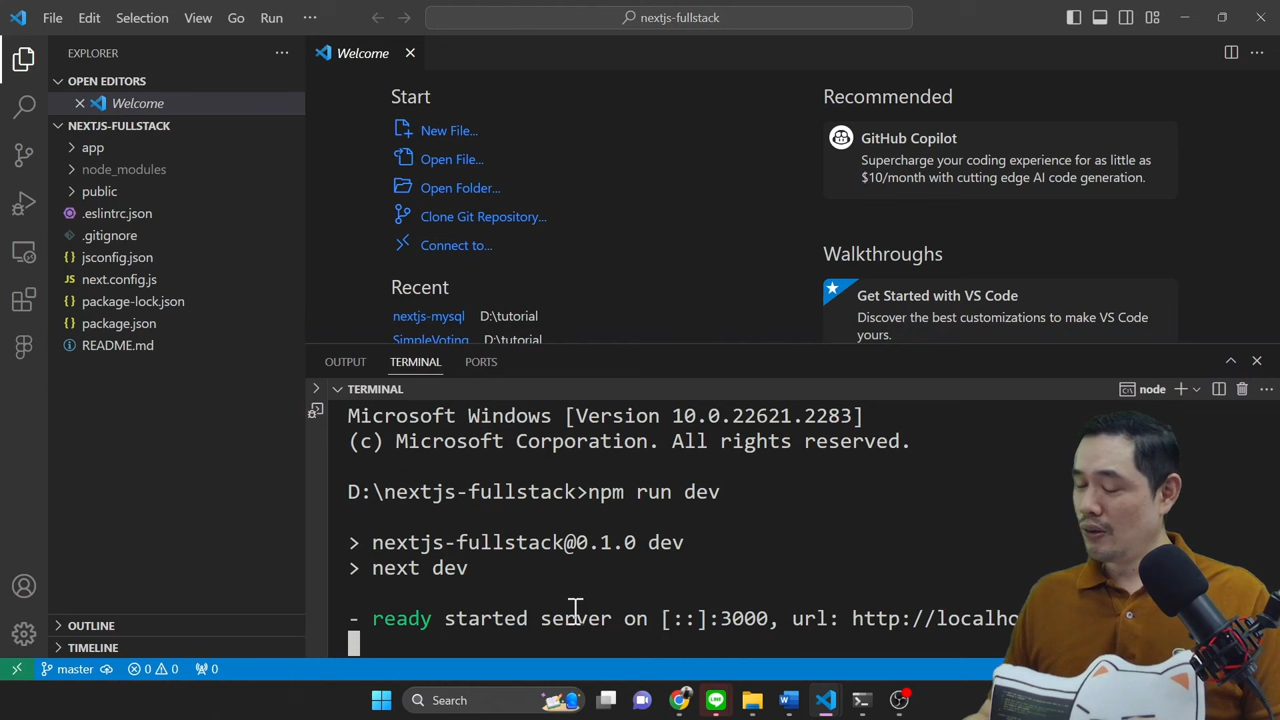 File Edit Selection View Go Run
nextjs-fullstack
EXPLORER
OPEN EDITORS
Welcome
NEXTJS-FULLSTACK
app
node_modules
public
.eslintrc.json
.gitignore
jsconfig.json
next.config.js
package-lock.json
package.json
README.md
OUTLINE
TIMELINE
Welcome
Start
New File...
Open File...
Open Folder...
Clone Git Repository...
Connect to...
Recent
nextjs-mysql D:\tutorial
SimpleVoting D:\tutorial
Recommended
GitHub Copilot
Supercharge your coding experience for as little as
$10/month with cutting edge AI code generation.
Walkthroughs
Get Started with VS Code
Discover the best customizations to make VS Code
yours.
OUTPUT TERMINAL PORTS
TERMINAL
node
Microsoft Windows [Version 10.0.22621.2283]
(c) Microsoft Corporation. All rights reserved.
D:\nextjs-fullstack>npm run dev
> nextjs-fullstack@0.1.0 dev
> next dev
- ready started server on [::]:3000, url: http://localho
master 0 0 0
Search